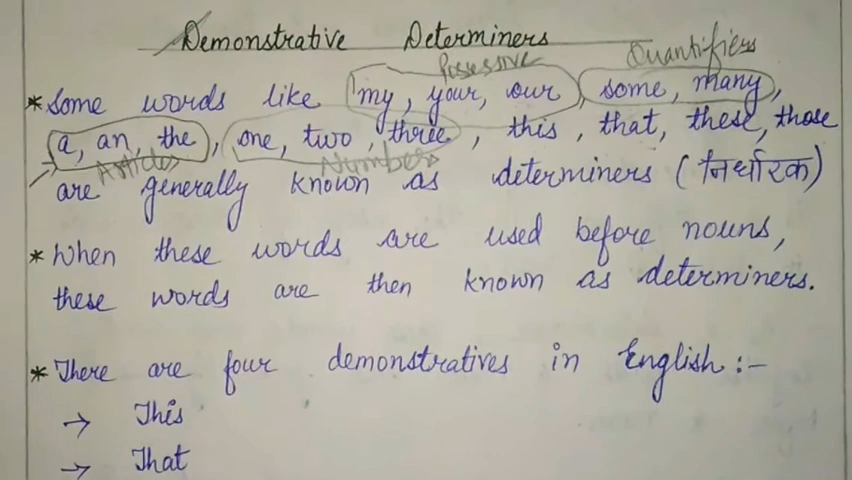 Demonstrative Determiners
Possessive Quantifiers
* Some words like my, your, our, some, many,
a, an, the, one, two, three, this, that, these, those
Articles Numbers
are generally known as determiners (निर्धारक)
* When these words are used before nouns,
these words are then known as determiners.
* There are four demonstratives in English :-
→ This
→ That